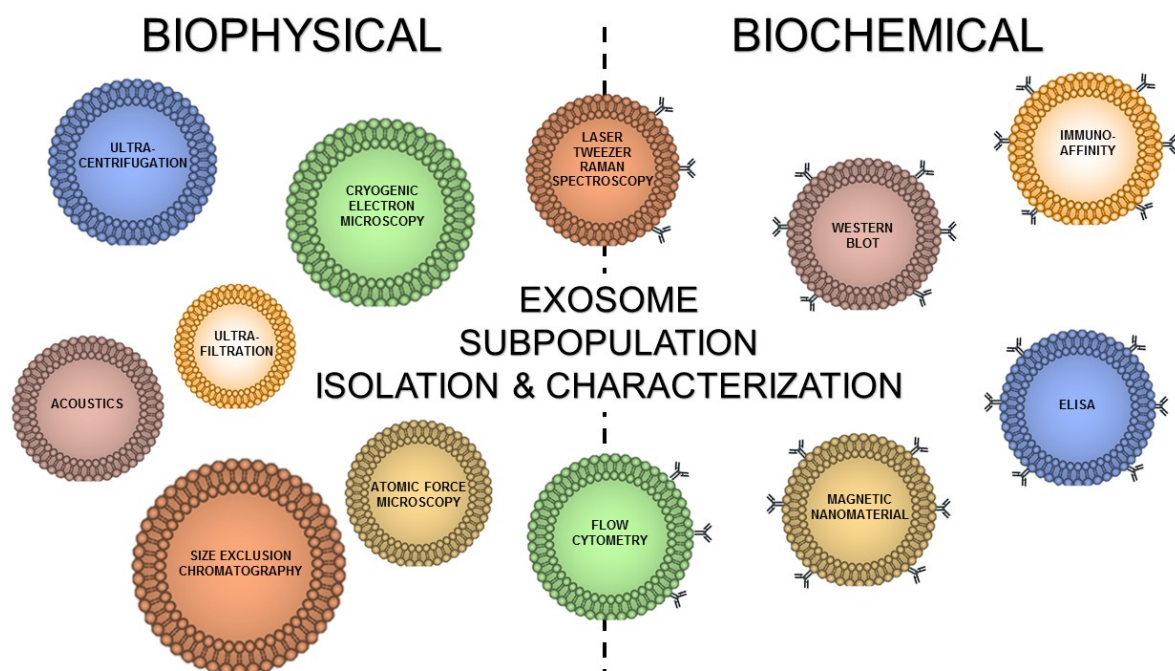 BIOPHYSICAL
BIOCHEMICAL
ULTRA-
CENTRIFUGATION
CRYOGENIC
ELECTRON
MICROSCOPY
LASER
TWEEZER
RAMAN
SPECTROSCOPY
WESTERN
BLOT
IMMUNO-
AFFINITY
EXOSOME
SUBPOPULATION
ISOLATION & CHARACTERIZATION
ULTRA-
FILTRATION
ACOUSTICS
ELISA
ATOMIC FORCE
MICROSCOPY
SIZE EXCLUSION
CHROMATOGRAPHY
FLOW
CYTOMETRY
MAGNETIC
NANOMATERIAL